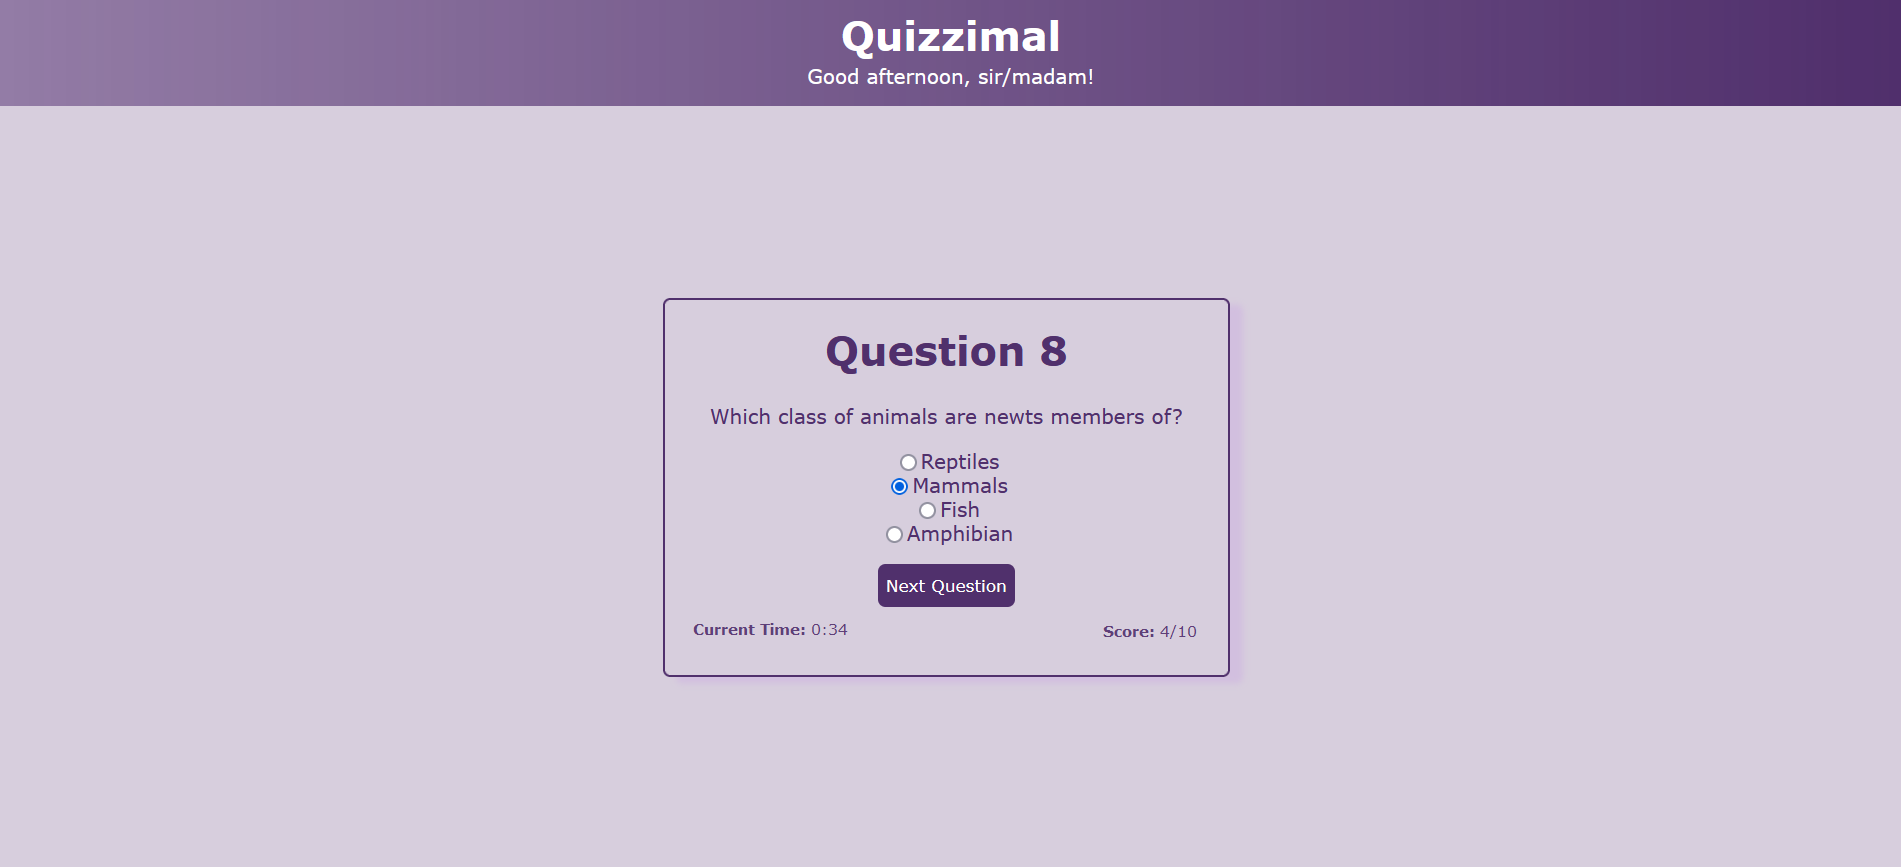 Quizzimal
Good afternoon, sir/madam!
Question 8
Which class of animals are newts members of?
Reptiles
Mammals
Fish
Amphibian
Next Question
Current Time: 0:34
Score: 4/10